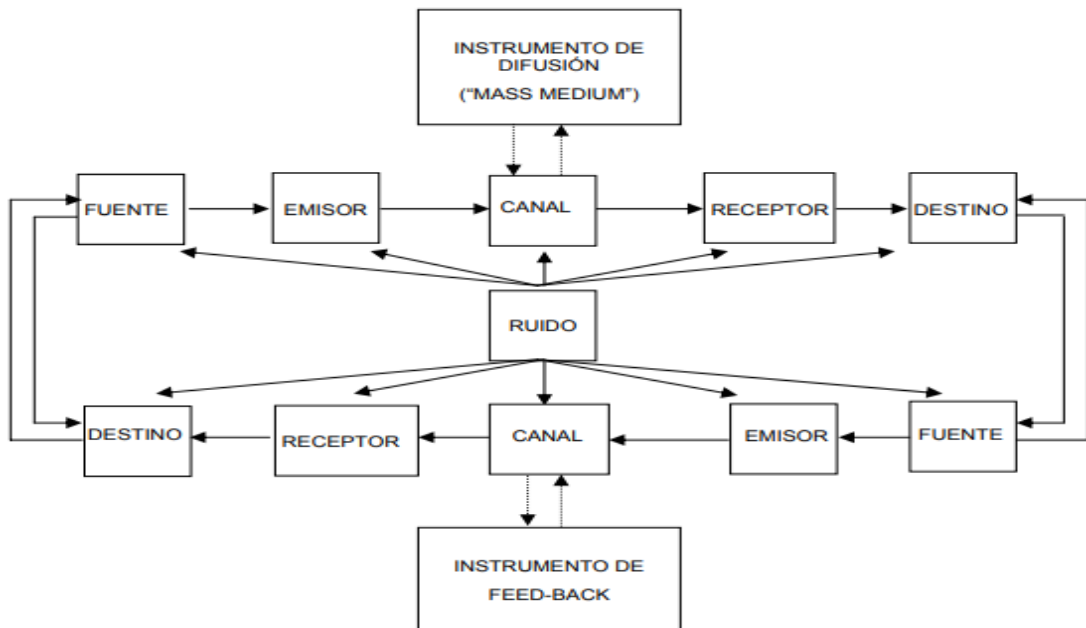 INSTRUMENTO DE
DIFUSIÓN
("MASS MEDIUM")
FUENTE
EMISOR
CANAL
RECEPTOR
DESTINO
RUIDO
DESTINO
RECEPTOR
CANAL
EMISOR
FUENTE
INSTRUMENTO DE
FEED-BACK